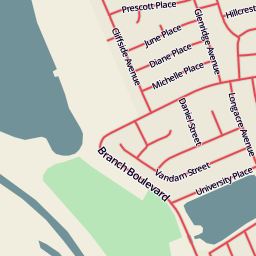 Prescott Place
Hillcrest
Cliffside Avenue
June Place
Glenridge Avenue
Diane Place
Michelle Place
Daniel Street
Longacre Avenue
Branch Boulevard
Vandam Street
University Place